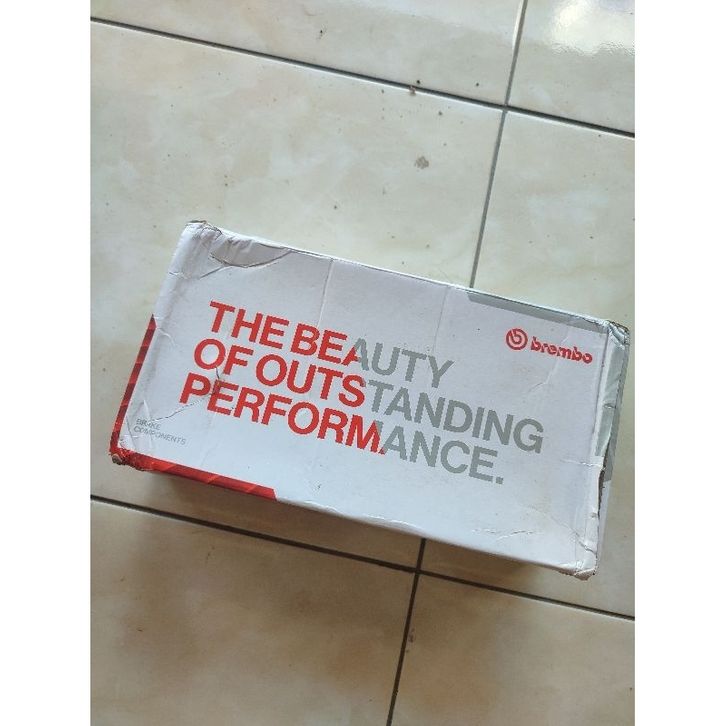 brembo
THE BEAUTY
OF OUTSTANDING
PERFORMANCE.
BRAKE
COMPONENTS